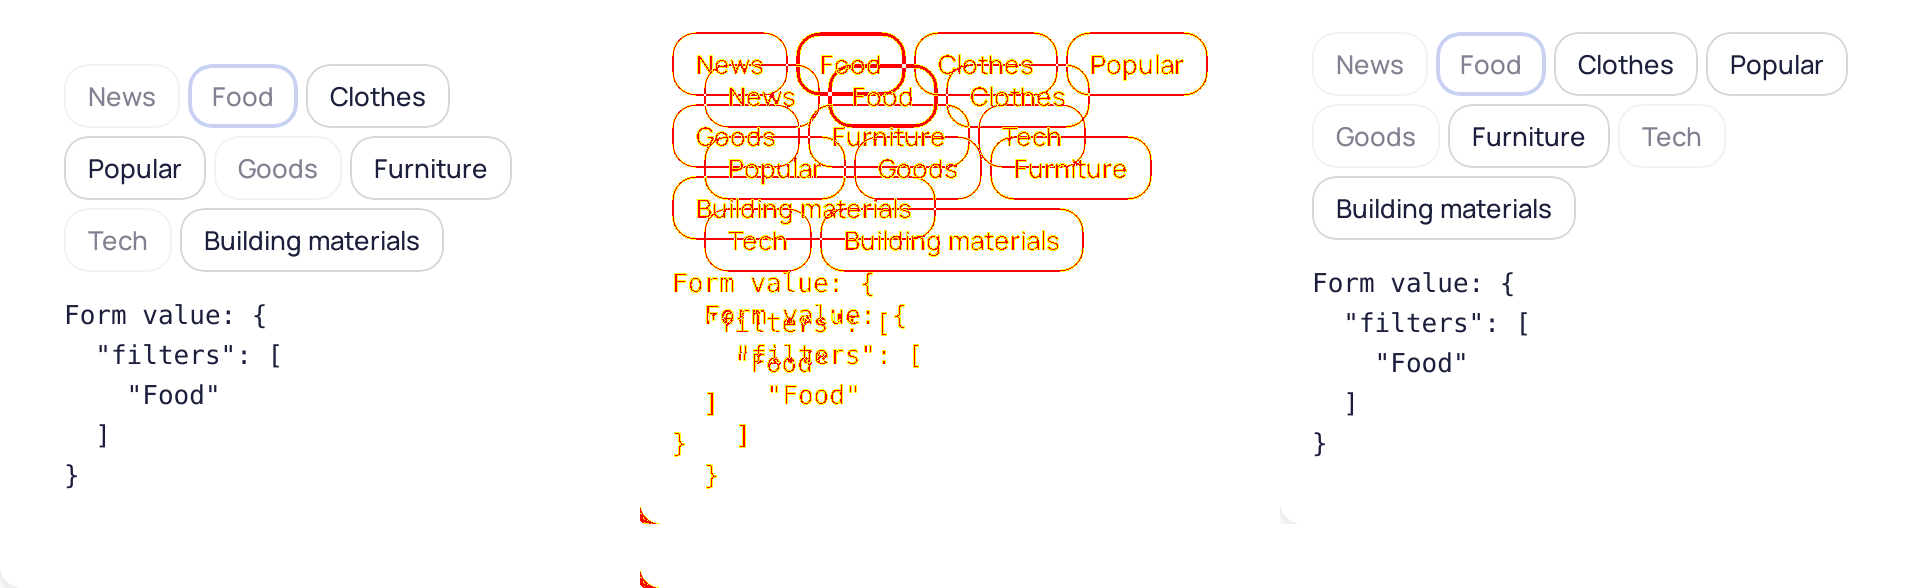 News Food Clothes
Popular Goods Furniture
Tech Building materials
Form value: {
"filters": [
"Food"
]
}
News Food Clothes Popular
News Food Clothes
Goods Furniture Tech
Popular Goods Furniture
Building materials
Tech Building materials
Form value: {
Form value: {
"filters": [
"filters": [
"Food"
"Food"
]
]
}
}
News Food Clothes Popular
Goods Furniture Tech
Building materials
Form value: {
"filters": [
"Food"
]
}